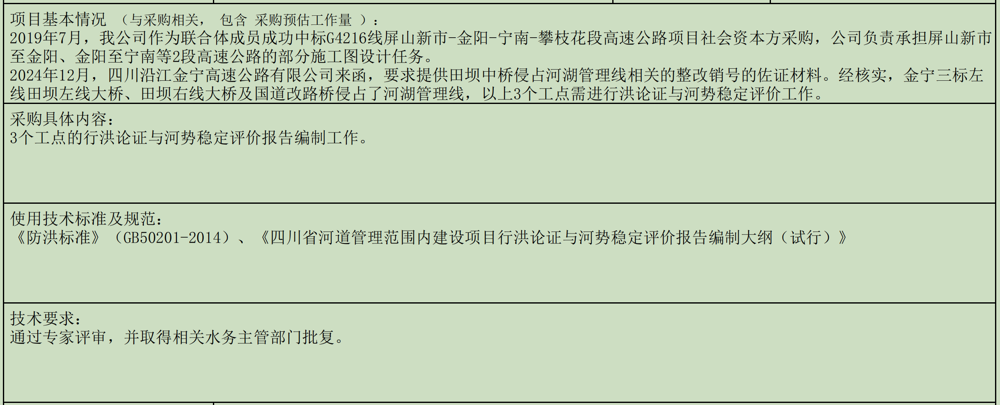 项目基本情况 （与采购相关， 包含 采购预估工作量 ）：
2019年7月，我公司作为联合体成员成功中标G4216线屏山新市-金阳-宁南-攀枝花段高速公路项目社会资本方采购，公司负责承担屏山新市
至金阳、金阳至宁南等2段高速公路的部分施工图设计任务。
2024年12月，四川沿江金宁高速公路有限公司来函，要求提供田坝中桥侵占河湖管理线相关的整改销号的佐证材料。经核实，金宁三标左
线田坝左线大桥、田坝右线大桥及国道改路桥侵占了河湖管理线，以上3个工点需进行洪论证与河势稳定评价工作。
采购具体内容：
3个工点的行洪论证与河势稳定评价报告编制工作。
使用技术标准及规范：
《防洪标准》（GB50201-2014）、《四川省河道管理范围内建设项目行洪论证与河势稳定评价报告编制大纲（试行）》
技术要求：
通过专家评审，并取得相关水务主管部门批复。